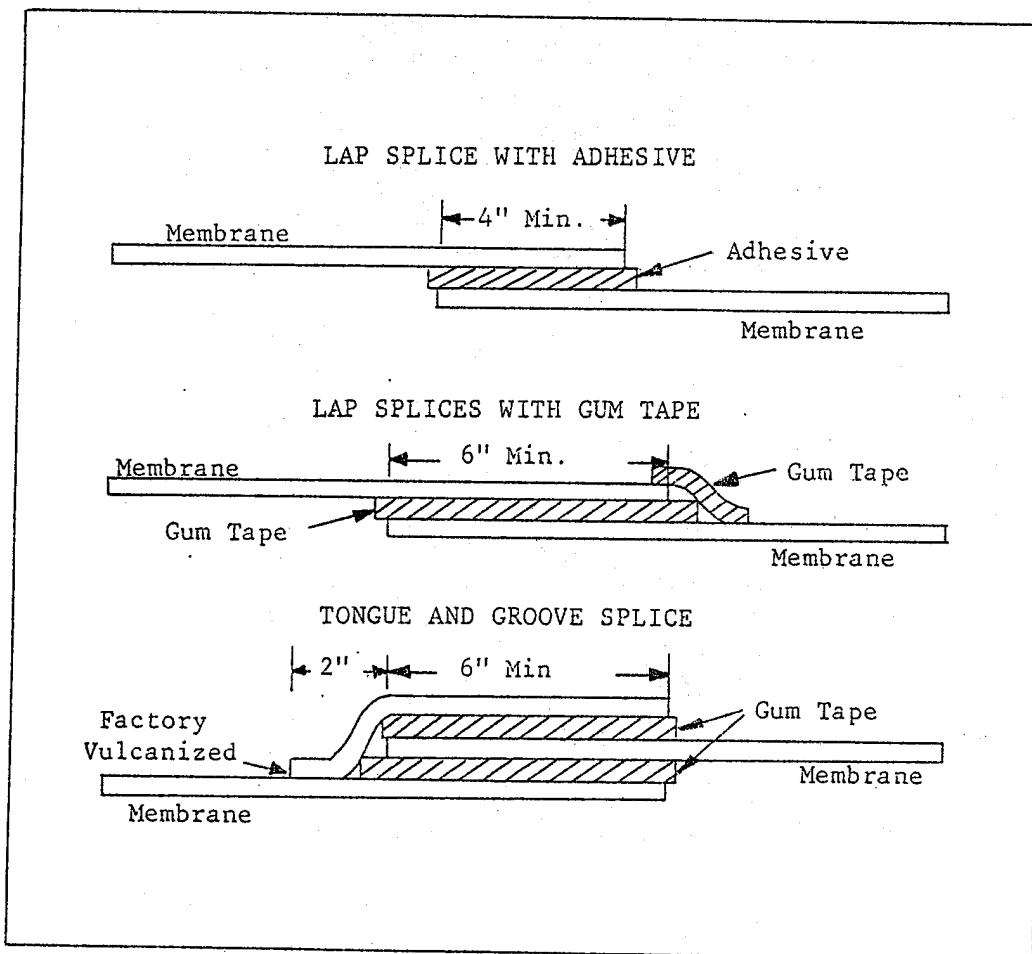 LAP SPLICE WITH ADHESIVE
4" Min.
Membrane
Adhesive
Membrane
LAP SPLICES WITH GUM TAPE
6" Min.
Membrane
Gum Tape
Gum Tape
Membrane
TONGUE AND GROOVE SPLICE
2"
6" Min
Factory
Vulcanized
Gum Tape
Membrane
Membrane